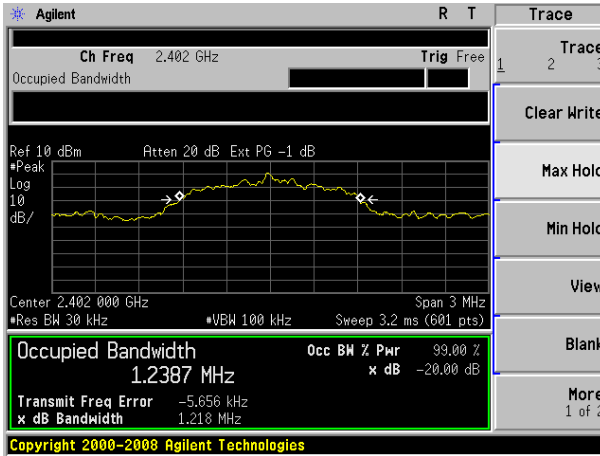 Agilent R T Trace
Ch Freq 2.402 GHz Trig Free
Occupied Bandwidth
Trace
1 2 3
Clear Write
Max Hold
Min Hold
View
Blank
More
1 of 2
Ref 10 dBm Atten 20 dB Ext PG -1 dB
#Peak
Log
10
dB/
Center 2.402 000 GHz Span 3 MHz
#Res BW 30 kHz #VBW 100 kHz Sweep 3.2 ms (601 pts)
Occupied Bandwidth Occ BW % Pwr 99.00 %
1.2387 MHz x dB -20.00 dB
Transmit Freq Error -5.656 kHz
x dB Bandwidth 1.218 MHz
Copyright 2000-2008 Agilent Technologies